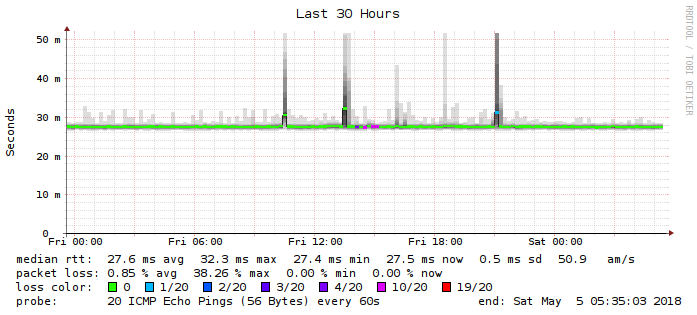 Last 30 Hours
RRDTOOL / TOBI OETIKER
Seconds
50 m
40 m
30 m
20 m
10 m
0
Fri 00:00 Fri 06:00 Fri 12:00 Fri 18:00 Sat 00:00
median rtt: 27.6 ms avg 32.3 ms max 27.4 ms min 27.5 ms now 0.5 ms sd 50.9 am/s
packet loss: 0.85 % avg 38.26 % max 0.00 % min 0.00 % now
loss color: 0 1/20 2/20 3/20 4/20 10/20 19/20
probe: 20 ICMP Echo Pings (56 Bytes) every 60s end: Sat May 5 05:35:03 2018